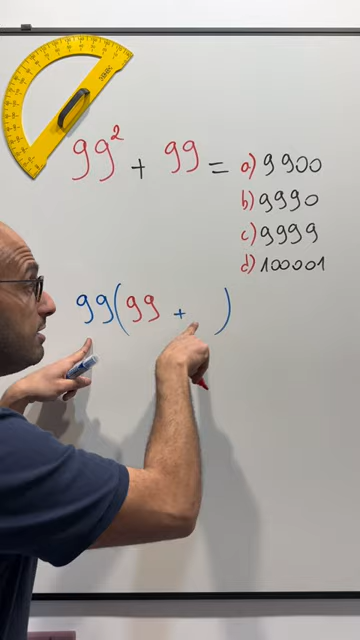 99² + 99 =
a) 9900
b) 9990
c) 9999
d) 100001
99(99 + )